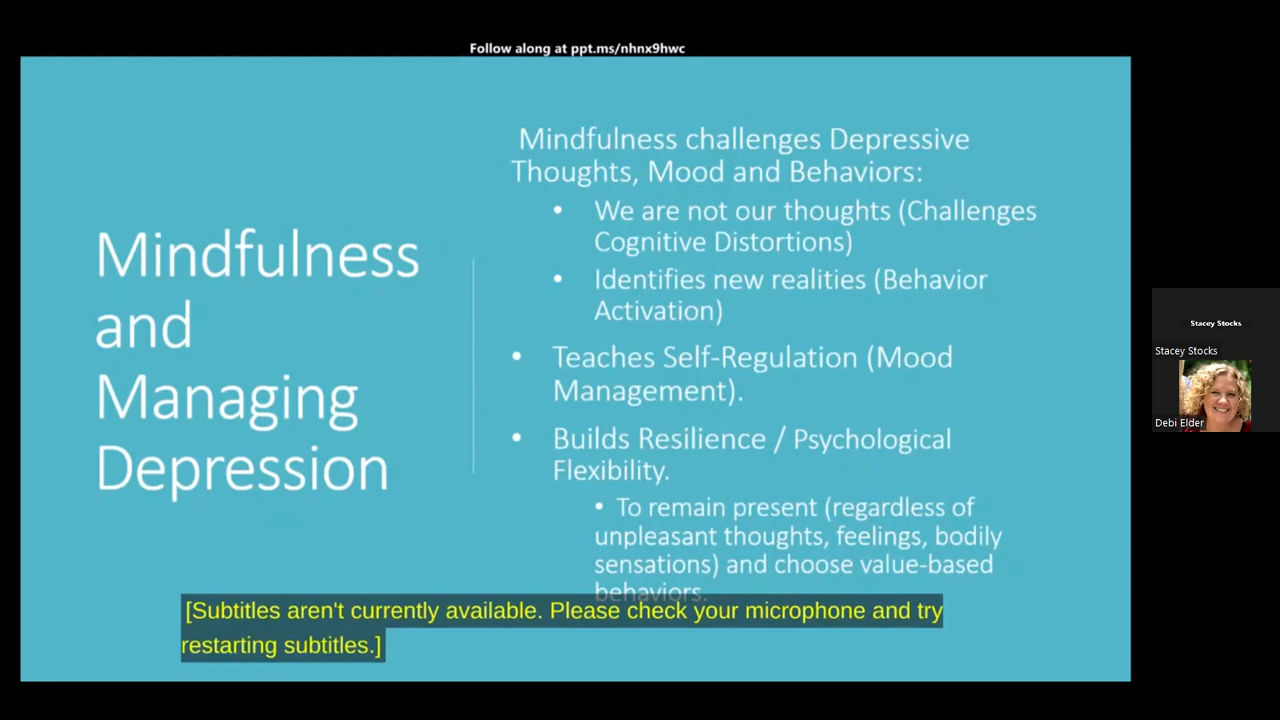 Follow along at ppt.ms/nhnx9hwc
Mindfulness
and
Managing
Depression
Mindfulness challenges Depressive
Thoughts, Mood and Behaviors:
• We are not our thoughts (Challenges
Cognitive Distortions)
• Identifies new realities (Behavior
Activation)
• Teaches Self-Regulation (Mood
Management).
• Builds Resilience / Psychological
Flexibility.
• To remain present (regardless of
unpleasant thoughts, feelings, bodily
sensations) and choose value-based
behaviors.
[Subtitles aren't currently available. Please check your microphone and try
restarting subtitles.]
Stacey Stocks
Stacey Stocks
Debi Elder